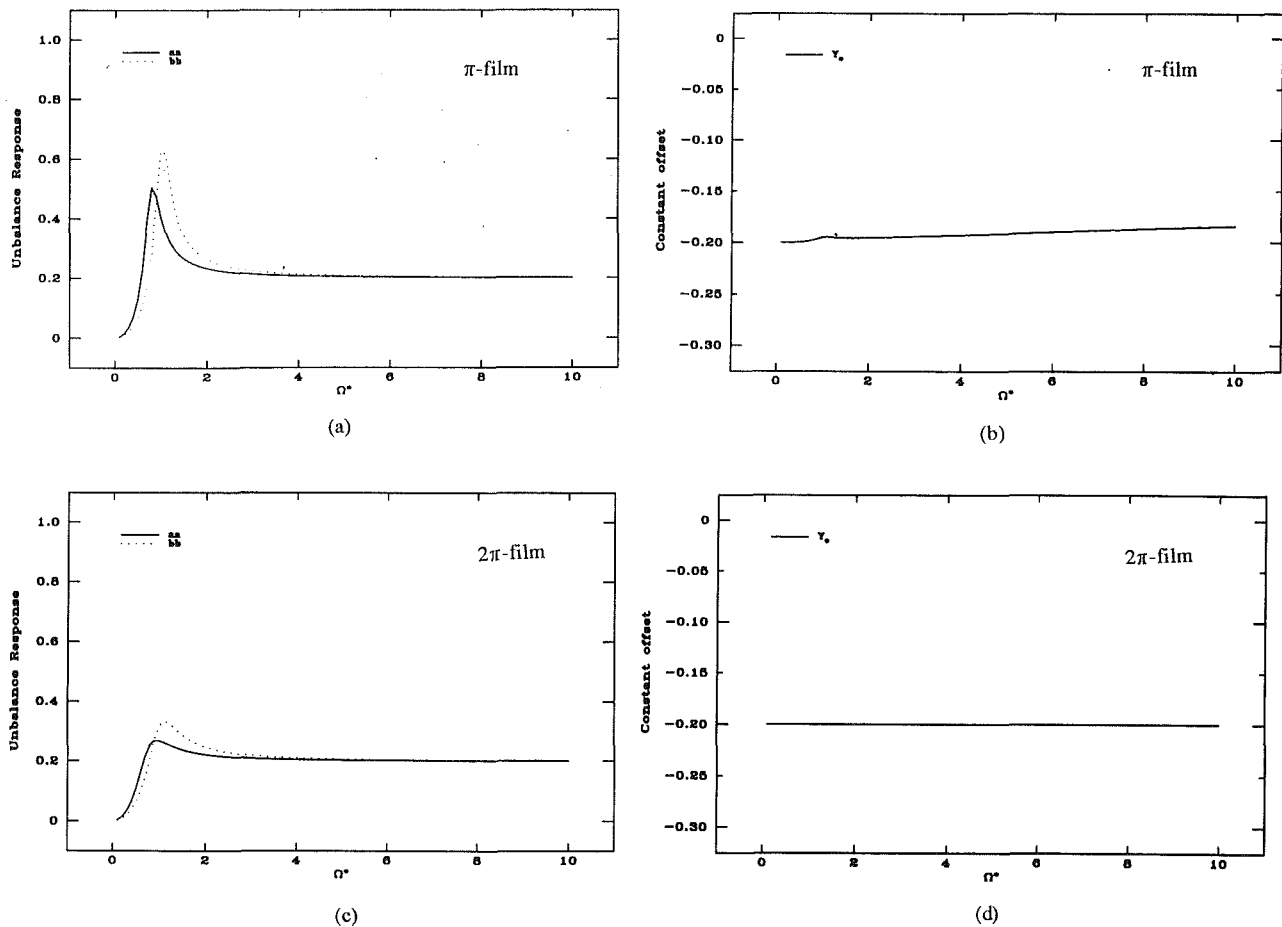 1.0
0.8
0.6
0.4
0.2
0
Unbalance Response
aa
bb
π-film
0 2 4 6 8 10
Ω*
(a)
0
−0.05
−0.10
−0.15
−0.20
−0.25
−0.30
Constant offset
Y₀
π-film
0 2 4 6 8 10
Ω*
(b)
1.0
0.8
0.6
0.4
0.2
0
Unbalance Response
aa
bb
2π-film
0 2 4 6 8 10
Ω*
(c)
0
−0.05
−0.10
−0.15
−0.20
−0.25
−0.30
Constant offset
Y₀
2π-film
0 2 4 6 8 10
Ω*
(d)